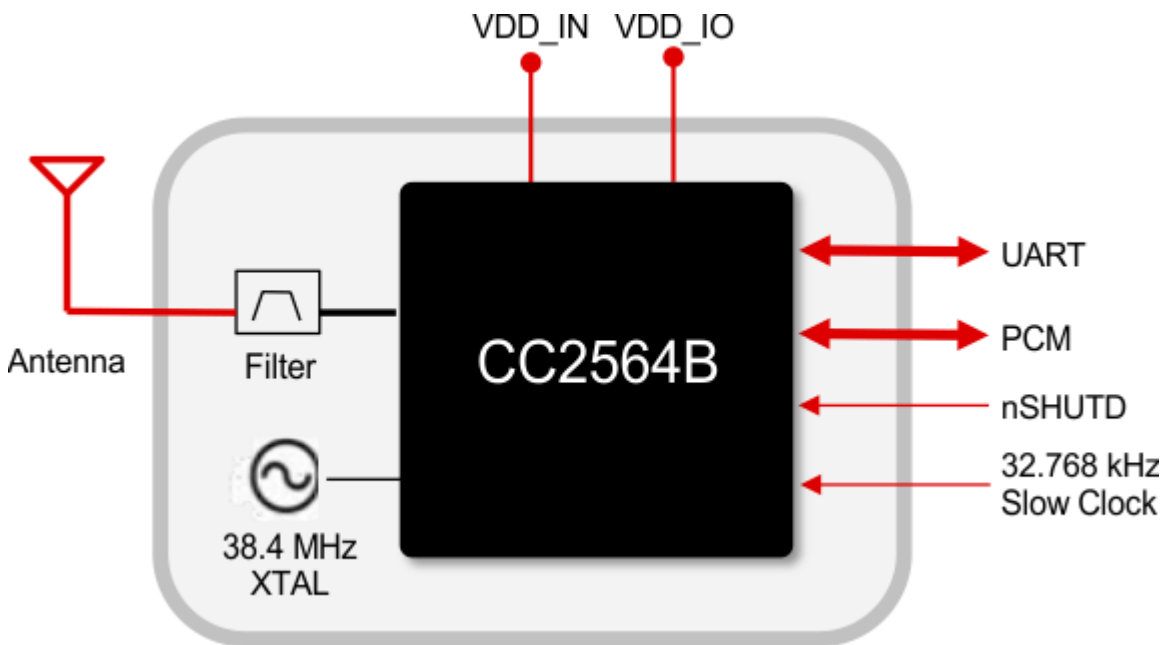 VDD_IN VDD_IO
UART
CC2564B
PCM
Antenna
Filter
nSHUTD
38.4 MHz
XTAL
32.768 kHz
Slow Clock